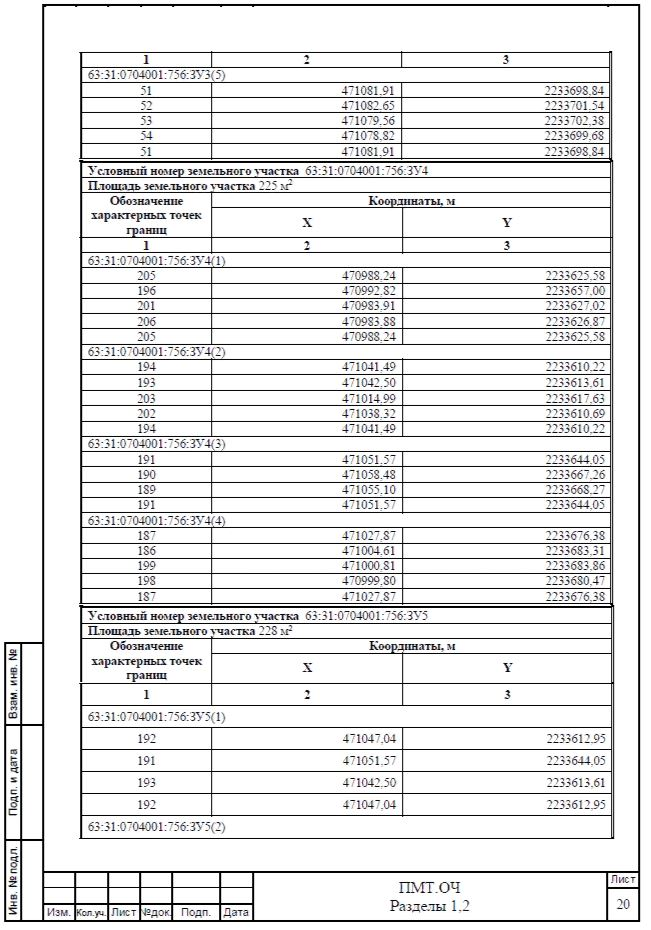 1 2 3
63:31:0704001:756:ЗУ3(5)
51 471081,91 2233698,84
52 471082,65 2233701,54
53 471079,56 2233702,38
54 471078,82 2233699,68
51 471081,91 2233698,84
Условный номер земельного участка 63:31:0704001:756:ЗУ4
Площадь земельного участка 225 м²
Обозначение характерных точек границ Координаты, м
X Y
1 2 3
63:31:0704001:756:ЗУ4(1)
205 470988,24 2233625,58
196 470992,82 2233657,00
201 470983,91 2233627,02
206 470983,88 2233626,87
205 470988,24 2233625,58
63:31:0704001:756:ЗУ4(2)
194 471041,49 2233610,22
193 471042,50 2233613,61
203 471014,99 2233617,63
202 471038,32 2233610,69
194 471041,49 2233610,22
63:31:0704001:756:ЗУ4(3)
191 471051,57 2233644,05
190 471058,48 2233667,26
189 471055,10 2233668,27
191 471051,57 2233644,05
63:31:0704001:756:ЗУ4(4)
187 471027,87 2233676,38
186 471004,61 2233683,31
199 471000,81 2233683,86
198 470999,80 2233680,47
187 471027,87 2233676,38
Условный номер земельного участка 63:31:0704001:756:ЗУ5
Площадь земельного участка 228 м²
Обозначение характерных точек границ Координаты, м
X Y
1 2 3
63:31:0704001:756:ЗУ5(1)
192 471047,04 2233612,95
191 471051,57 2233644,05
193 471042,50 2233613,61
192 471047,04 2233612,95
63:31:0704001:756:ЗУ5(2)
Взам. инв. №
Подп. и дата
Инв. № подл.
Изм. Кол.уч. Лист №док. Подп. Дата
ПМТ.ОЧ
Разделы 1,2
Лист
20